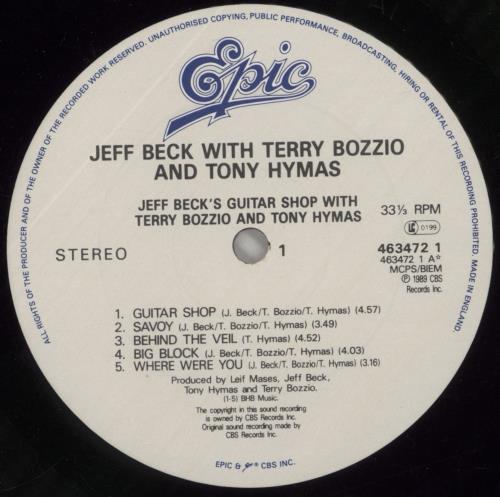 ALL RIGHTS OF THE PRODUCER AND OF THE OWNER OF THE RECORDED WORK RESERVED. UNAUTHORISED COPYING, PUBLIC PERFORMANCE, BROADCASTING, HIRING OR RENTAL OF THIS RECORDING PROHIBITED. MADE IN ENGLAND.
Epic
JEFF BECK WITH TERRY BOZZIO
AND TONY HYMAS
JEFF BECK'S GUITAR SHOP WITH
TERRY BOZZIO AND TONY HYMAS
33⅓ RPM
LC 0199
STEREO
1
463472 1
463472 1 A*
MCPS/BIEM
℗ 1989 CBS
Records Inc.
1. GUITAR SHOP (J. Beck/T. Bozzio/T. Hymas) (4.57)
2. SAVOY (J. Beck/T. Bozzio/T. Hymas) (3.49)
3. BEHIND THE VEIL (T. Hymas) (4.52)
4. BIG BLOCK (J. Beck/T. Bozzio/T. Hymas) (4.03)
5. WHERE WERE YOU (J. Beck/T. Bozzio/T. Hymas) (3.16)
Produced by Leif Mases, Jeff Beck,
Tony Hymas and Terry Bozzio.
(1-5) BHB Music.
The copyright in this sound recording
is owned by CBS Records Inc.
Original sound recording made by
CBS Records Inc.
EPIC & CBS INC.